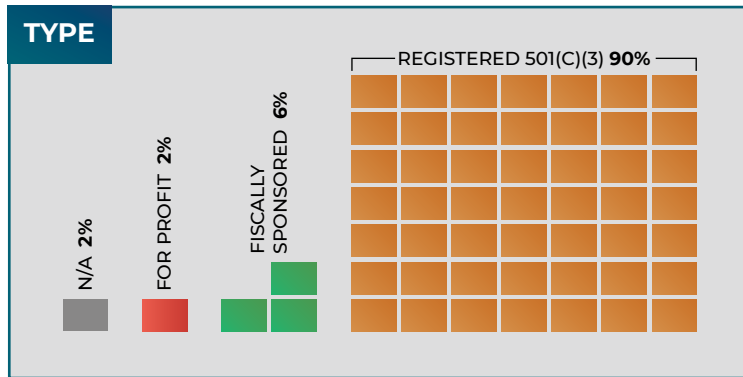 TYPE
REGISTERED 501(C)(3) 90%
N/A 2%
FOR PROFIT 2%
FISCALLY
SPONSORED 6%